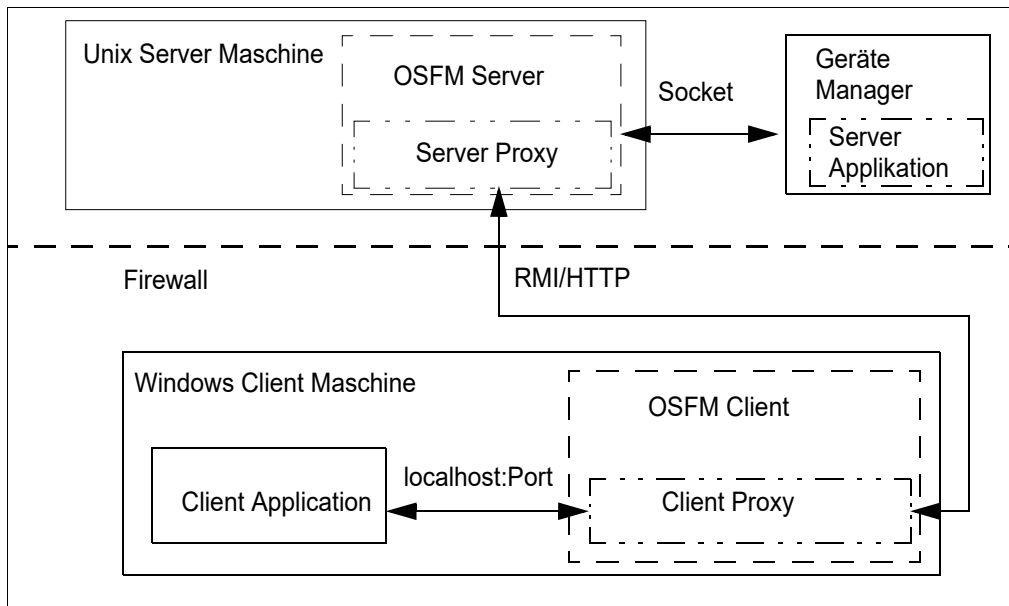 Unix Server Maschine
OSFM Server
Server Proxy
Socket
Geräte
Manager
Server
Applikation
Firewall
RMI/HTTP
Windows Client Maschine
OSFM Client
Client Application
localhost:Port
Client Proxy